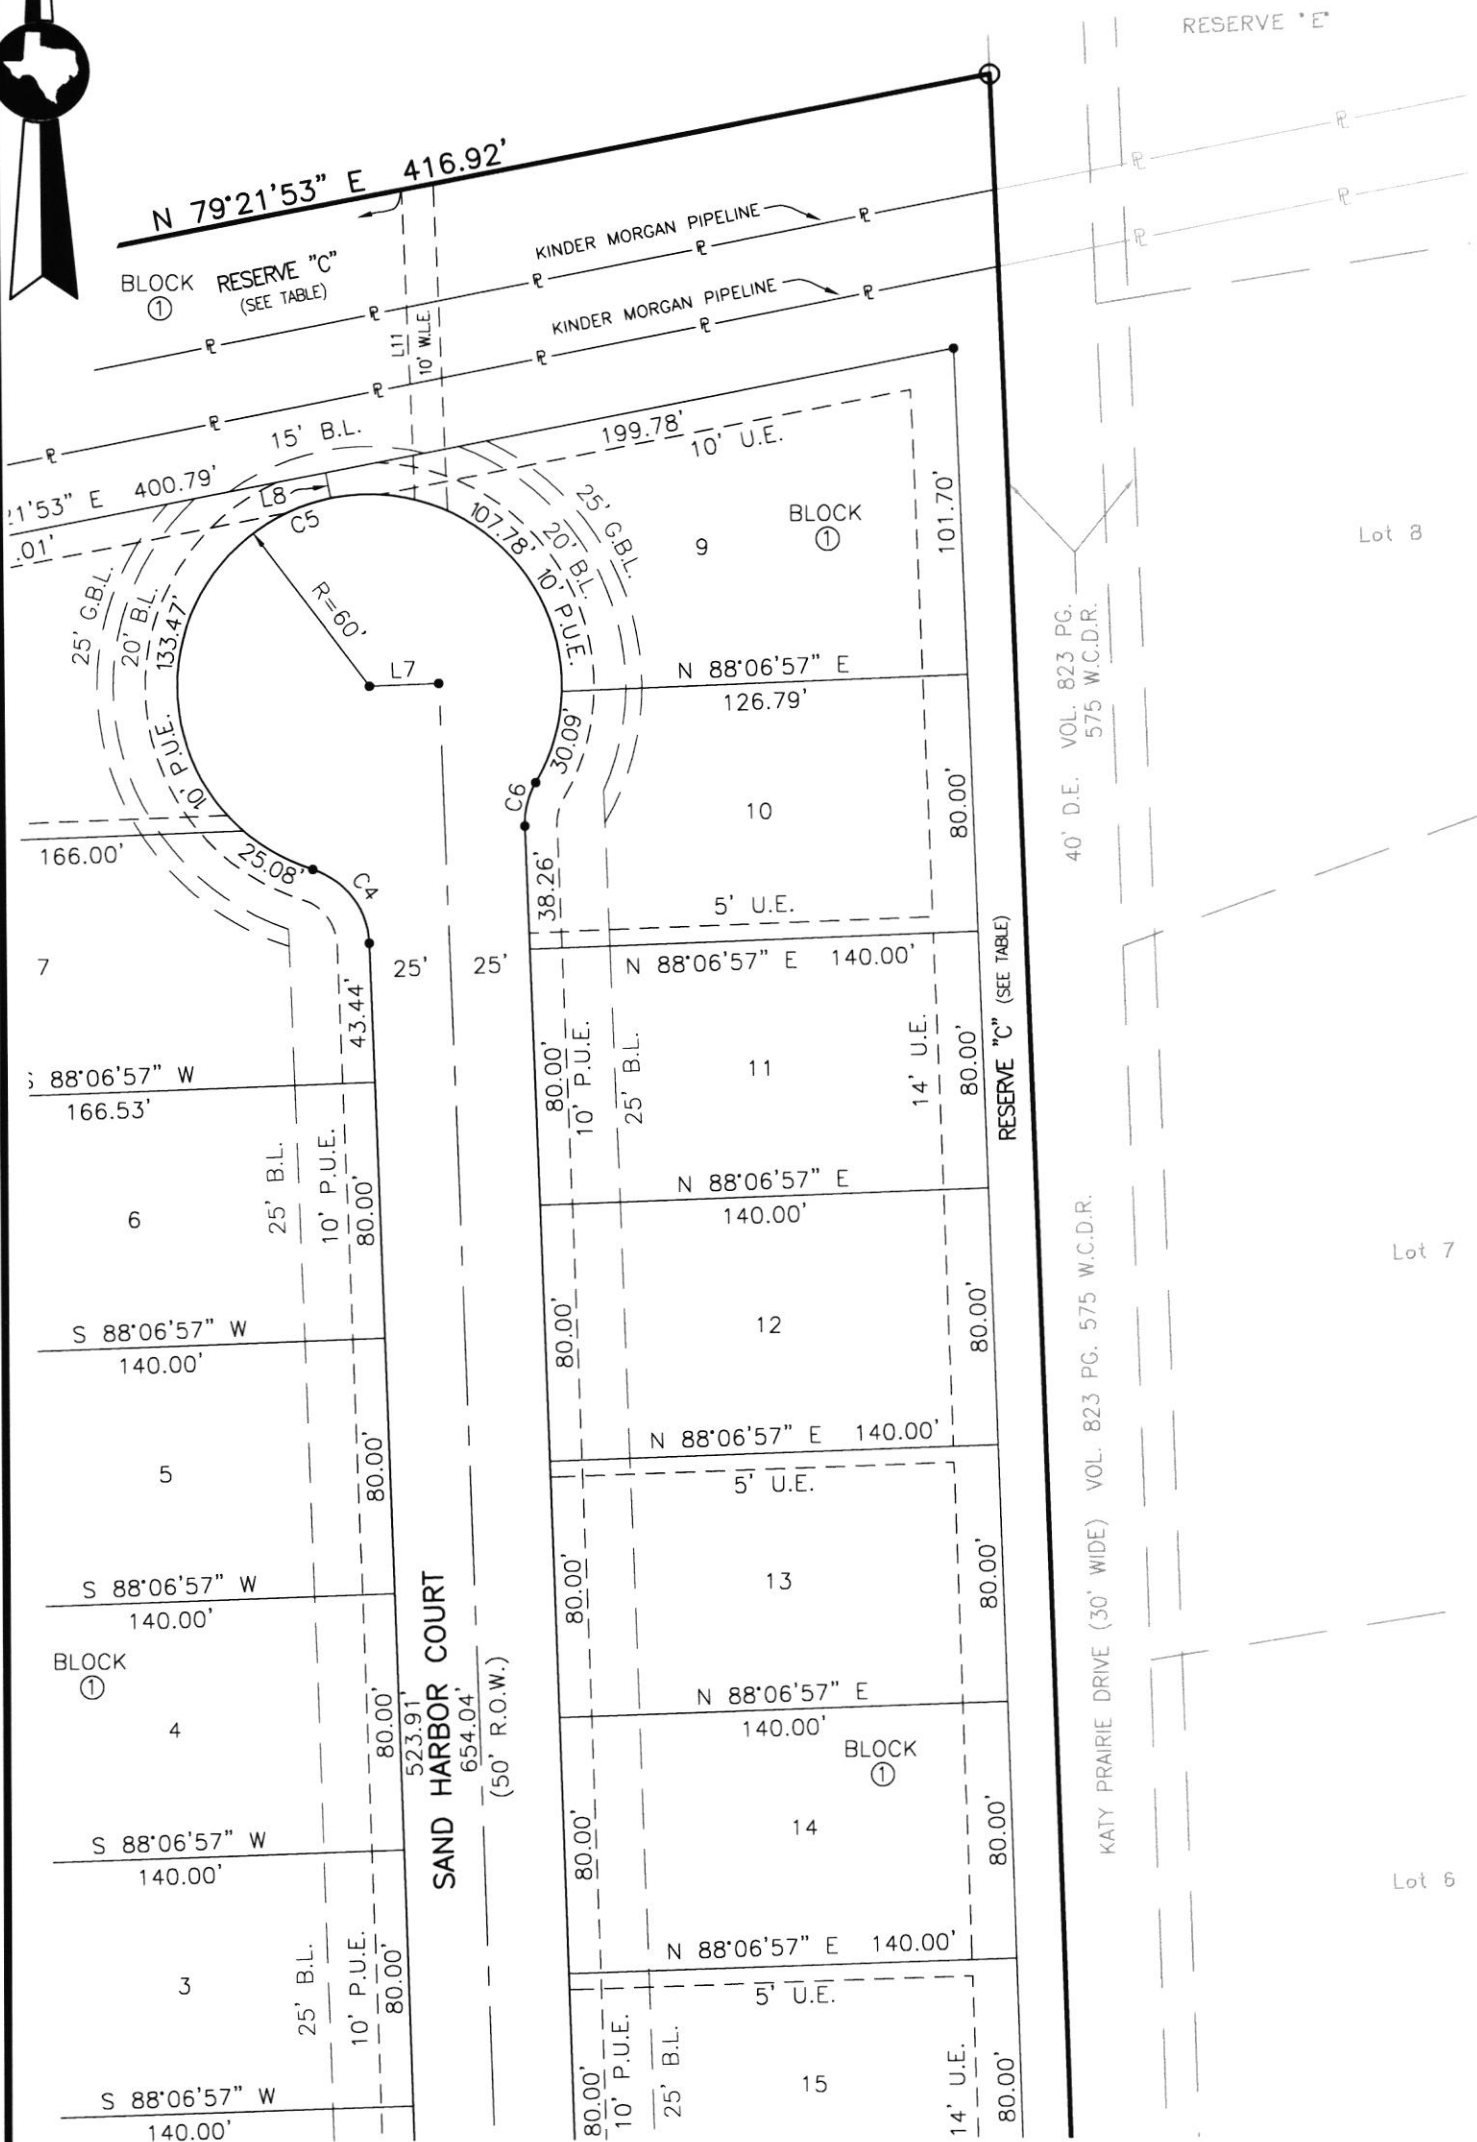 RESERVE "E"
N 79°21'53" E 416.92'
BLOCK
①
RESERVE "C"
(SEE TABLE)
KINDER MORGAN PIPELINE
KINDER MORGAN PIPELINE
L11
10' W.L.E.
15' B.L.
199.78'
10' U.E.
1'53" E 400.79'
.01'
L8
C5
107.78'
20' B.L.
25' G.B.L.
10' P.U.E.
BLOCK
①
9
101.70'
Lot 8
25' G.B.L.
20' B.L.
133.47'
R=60'
L7
10' P.U.E.
N 88°06'57" E
126.79'
40' D.E. VOL. 823 PG.
575 W.C.D.R.
30.09'
C6
10
80.00'
166.00'
25.08'
C4
38.26'
5' U.E.
7
25'
25'
N 88°06'57" E 140.00'
RESERVE "C" (SEE TABLE)
43.44'
80.00'
10' P.U.E.
25' B.L.
11
14' U.E.
80.00'
S 88°06'57" W
166.53'
N 88°06'57" E
140.00'
6
25' B.L.
10' P.U.E.
80.00'
Lot 7
80.00'
12
80.00'
S 88°06'57" W
140.00'
N 88°06'57" E 140.00'
5' U.E.
5
80.00'
80.00'
13
80.00'
S 88°06'57" W
140.00'
KATY PRAIRIE DRIVE (30' WIDE) VOL. 823 PG. 575 W.C.D.R.
BLOCK
①
4
80.00'
523.91'
SAND HARBOR COURT
654.04'
(50' R.O.W.)
N 88°06'57" E
140.00'
BLOCK
①
80.00'
14
80.00'
Lot 6
S 88°06'57" W
140.00'
N 88°06'57" E 140.00'
5' U.E.
3
25' B.L.
10' P.U.E.
80.00'
80.00'
10' P.U.E.
25' B.L.
15
14' U.E.
80.00'
S 88°06'57" W
140.00'